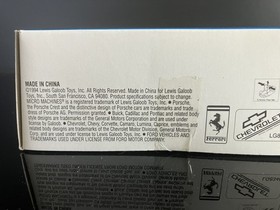 MADE IN CHINA
©1994 Lewis Galoob Toys, Inc. All Rights Reserved. Made in China for Lewis Galoob
Toys, Inc., South San Francisco, CA 94080. Product specifications subject to change.
MICRO MACHINES® is a registered trademark of Lewis Galoob Toys, Inc. • Porsche,
the Porsche Crest and the distinctive design of Porsche cars are trademarks and trade
dress of Porsche AG. Permission granted. • Buick, Cadillac and Pontiac and related body
style designs are trademarks of General Motors Corporation and are used under
license by • Chevrolet, Chevy, Corvette, Camaro, Lumina, Caprice, emblems and
related body style designs are trademarks of Chevrolet Motor Division, General Motors
Corp. and used under license to Lewis Galoob Toys, Inc. • FORD VEHICLES AND
TRADEMARKS USED UNDER LICENSE FROM FORD MOTOR COMPANY.
Ferrari
CHEVROLET